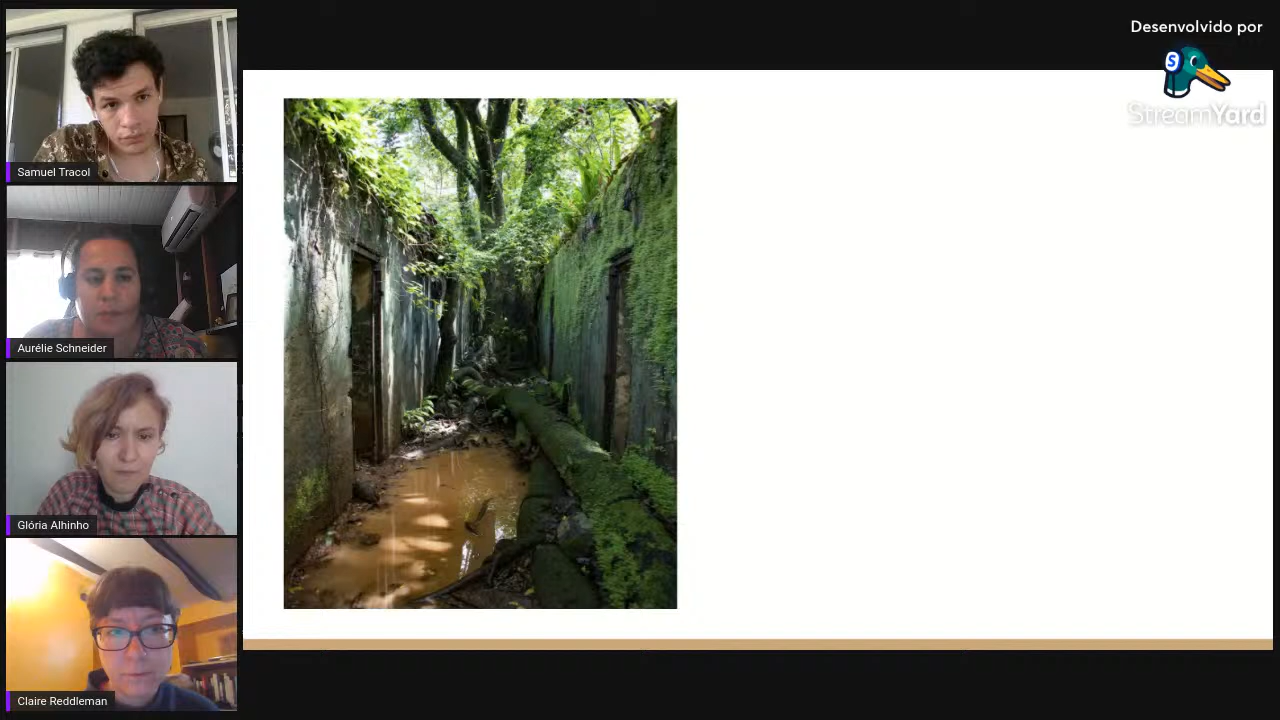 Desenvolvido por
StreamYard
Samuel Tracol
Aurélie Schneider
Glória Alhinho
Claire Reddleman